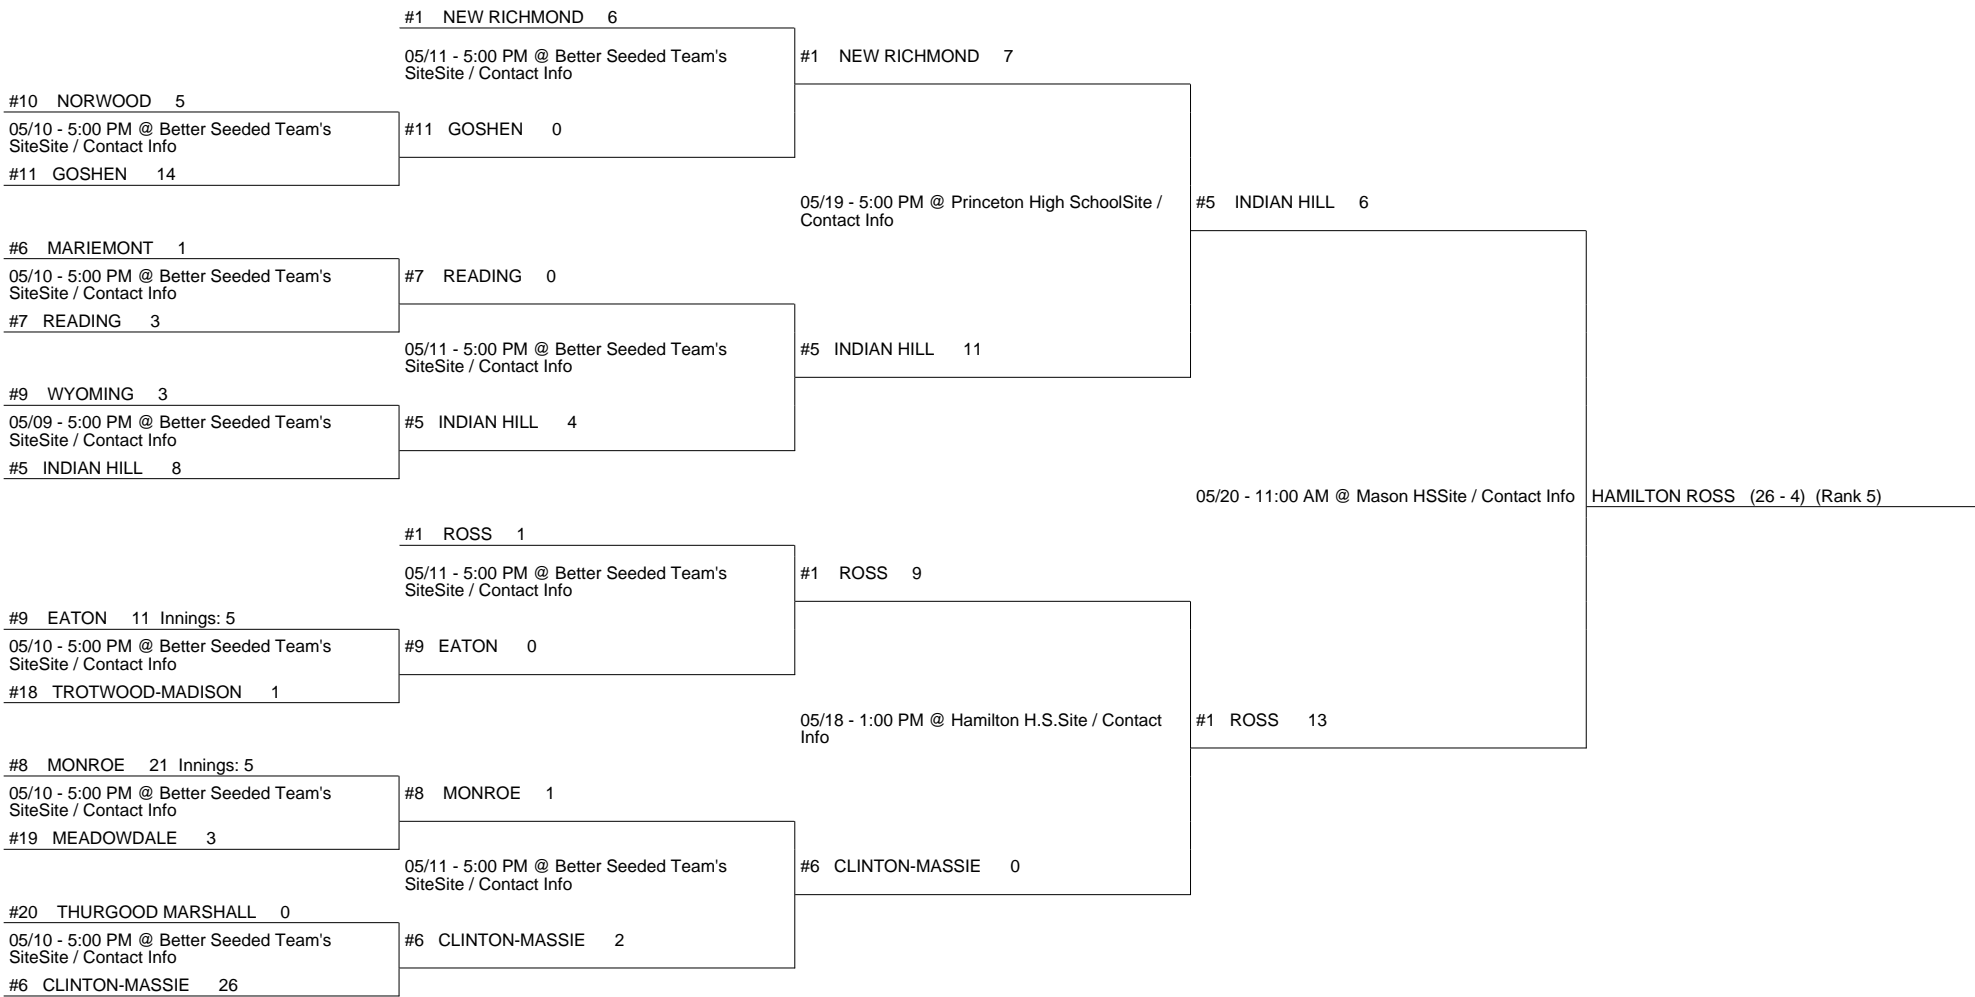 #1 NEW RICHMOND 6
05/11 - 5:00 PM @ Better Seeded Team's
SiteSite / Contact Info
#1 NEW RICHMOND 7
#10 NORWOOD 5
05/10 - 5:00 PM @ Better Seeded Team's
SiteSite / Contact Info
#11 GOSHEN 0
#11 GOSHEN 14
05/19 - 5:00 PM @ Princeton High SchoolSite /
Contact Info
#5 INDIAN HILL 6
#6 MARIEMONT 1
05/10 - 5:00 PM @ Better Seeded Team's
SiteSite / Contact Info
#7 READING 0
#7 READING 3
05/11 - 5:00 PM @ Better Seeded Team's
SiteSite / Contact Info
#5 INDIAN HILL 11
#9 WYOMING 3
05/09 - 5:00 PM @ Better Seeded Team's
SiteSite / Contact Info
#5 INDIAN HILL 4
#5 INDIAN HILL 8
05/20 - 11:00 AM @ Mason HSSite / Contact Info
HAMILTON ROSS (26 - 4) (Rank 5)
#1 ROSS 1
05/11 - 5:00 PM @ Better Seeded Team's
SiteSite / Contact Info
#1 ROSS 9
#9 EATON 11 Innings: 5
05/10 - 5:00 PM @ Better Seeded Team's
SiteSite / Contact Info
#9 EATON 0
#18 TROTWOOD-MADISON 1
05/18 - 1:00 PM @ Hamilton H.S.Site / Contact
Info
#1 ROSS 13
#8 MONROE 21 Innings: 5
05/10 - 5:00 PM @ Better Seeded Team's
SiteSite / Contact Info
#8 MONROE 1
#19 MEADOWDALE 3
05/11 - 5:00 PM @ Better Seeded Team's
SiteSite / Contact Info
#6 CLINTON-MASSIE 0
#20 THURGOOD MARSHALL 0
05/10 - 5:00 PM @ Better Seeded Team's
SiteSite / Contact Info
#6 CLINTON-MASSIE 2
#6 CLINTON-MASSIE 26